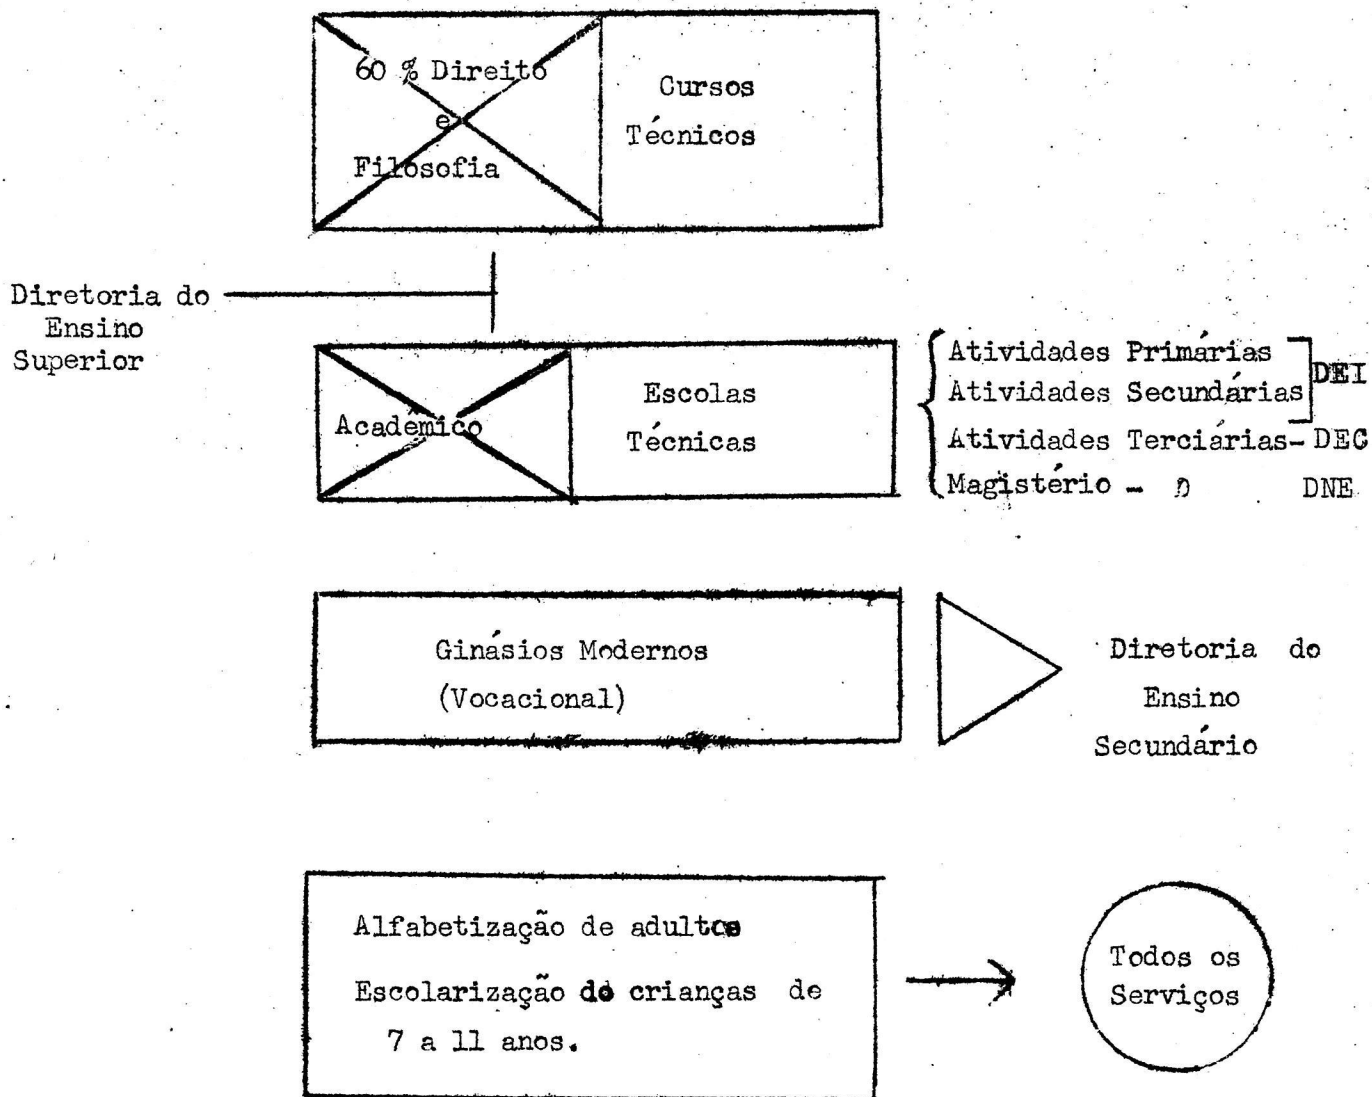 60 % Direito
e
Filosofia
Cursos
Técnicos
Diretoria do
Ensino
Superior
Acadêmico
Escolas
Técnicas
Atividades Primárias
Atividades Secundárias
DEI
Atividades Terciárias- DEC
Magistério - DNE
Ginásios Modernos
(Vocacional)
Diretoria do
Ensino
Secundário
Alfabetização de adultos
Escolarização de crianças de
7 a 11 anos.
Todos os
Serviços